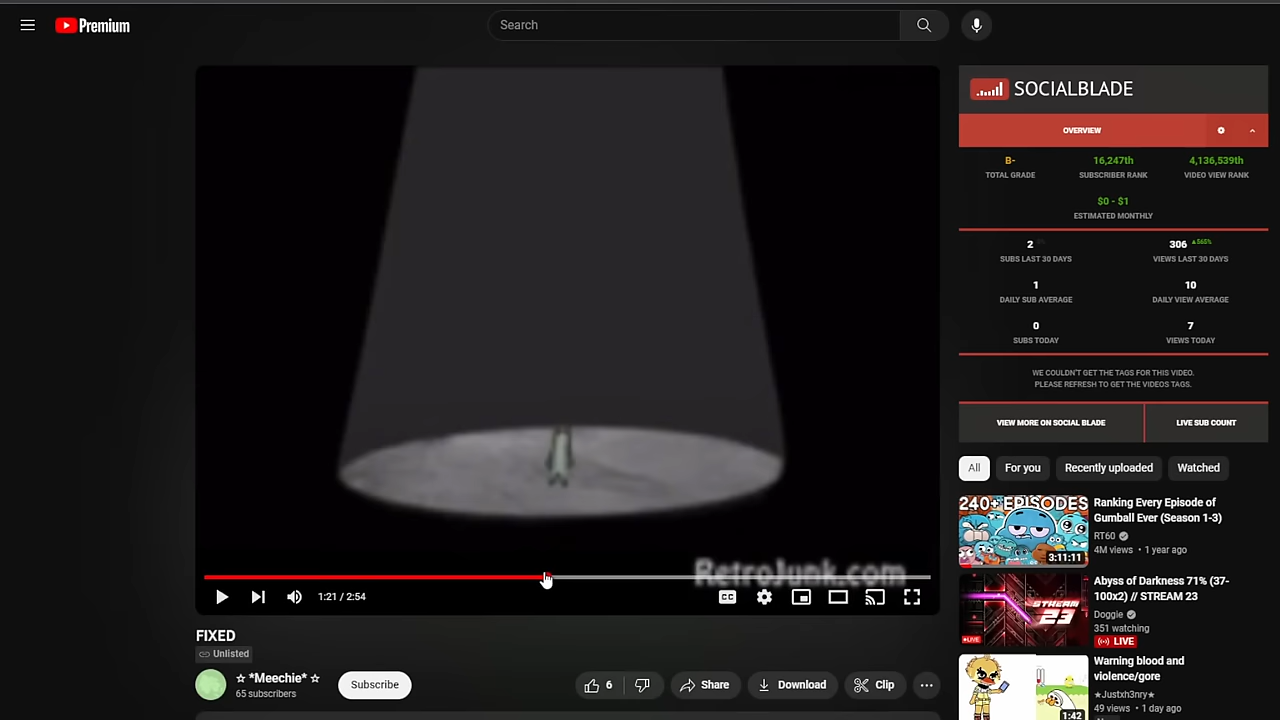 Premium
Search
SOCIALBLADE
OVERVIEW
B-
TOTAL GRADE
16,247th
SUBSCRIBER RANK
4,136,539th
VIDEO VIEW RANK
$0 - $1
ESTIMATED MONTHLY
2
SUBS LAST 30 DAYS
306 ▲565%
VIEWS LAST 30 DAYS
1
DAILY SUB AVERAGE
10
DAILY VIEW AVERAGE
0
SUBS TODAY
7
VIEWS TODAY
WE COULDN'T GET THE TAGS FOR THIS VIDEO.
PLEASE REFRESH TO GET THE VIDEOS TAGS.
VIEW MORE ON SOCIAL BLADE
LIVE SUB COUNT
All For you Recently uploaded Watched
240+ EPISODES
3:11:11
Ranking Every Episode of
Gumball Ever (Season 1-3)
RT60
4M views • 1 year ago
STREAM
23
LIVE
Abyss of Darkness 71% (37-
100x2) // STREAM 23
Doggie
351 watching
LIVE
1:42
Warning blood and
violence/gore
★Justxh3nry★
49 views • 1 day ago
RetroJunk.com
1:21 / 2:54
CC
FIXED
Unlisted
☆ *Meechie* ☆
65 subscribers
Subscribe
6
Share
Download
Clip